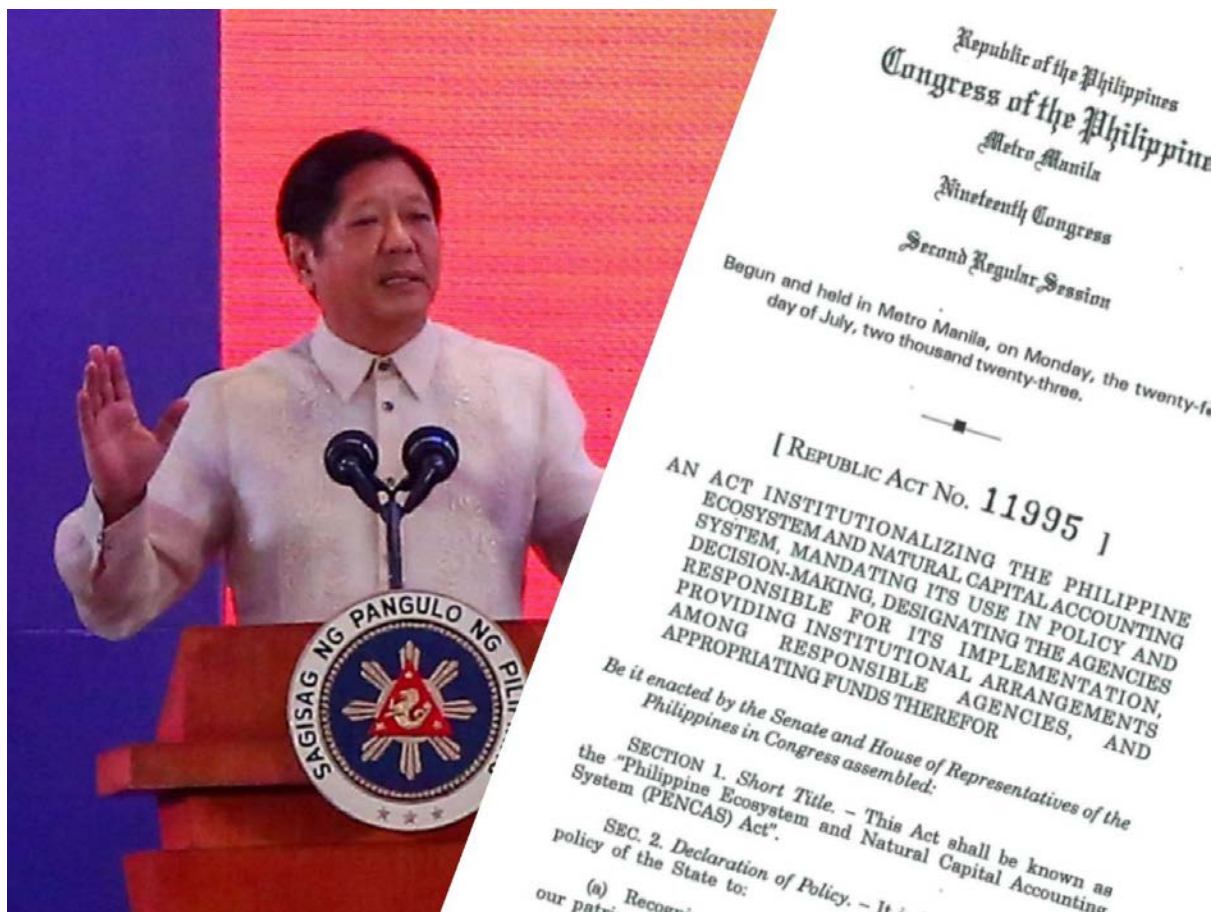 SAGISAG NG PANGULO NG
Republic of the Philippines
Congress of the Philippine
Metro Manila
Nineteenth Congress
Second Regular Session
Begun and held in Metro Manila, on Monday, the
day of July, two thousand twenty-three.
[ REPUBLIC ACT NO. 11995 ]
AN ACT INSTITUTIONALIZING THE PHILIPPINE
ECOSYSTEM AND NATURAL CAPITAL ACCOUNTING
SYSTEM, MANDATING ITS USE IN POLICY AND
DECISION-MAKING, DESIGNATING THE AGENCIES
RESPONSIBLE FOR ITS IMPLEMENTATION,
PROVIDING INSTITUTIONAL ARRANGEMENTS
AMONG RESPONSIBLE AGENCIES, AND
APPROPRIATING FUNDS THEREFOR
Be it enacted by the Senate and House of Representatives of the
Philippines in Congress assembled:
SECTION 1. Short Title. – This Act shall be known as
the "Philippine Ecosystem and Natural Capital Accounting
System (PENCAS) Act".
SEC. 2. Declaration of Policy. – It
policy of the State to:
(a)
our